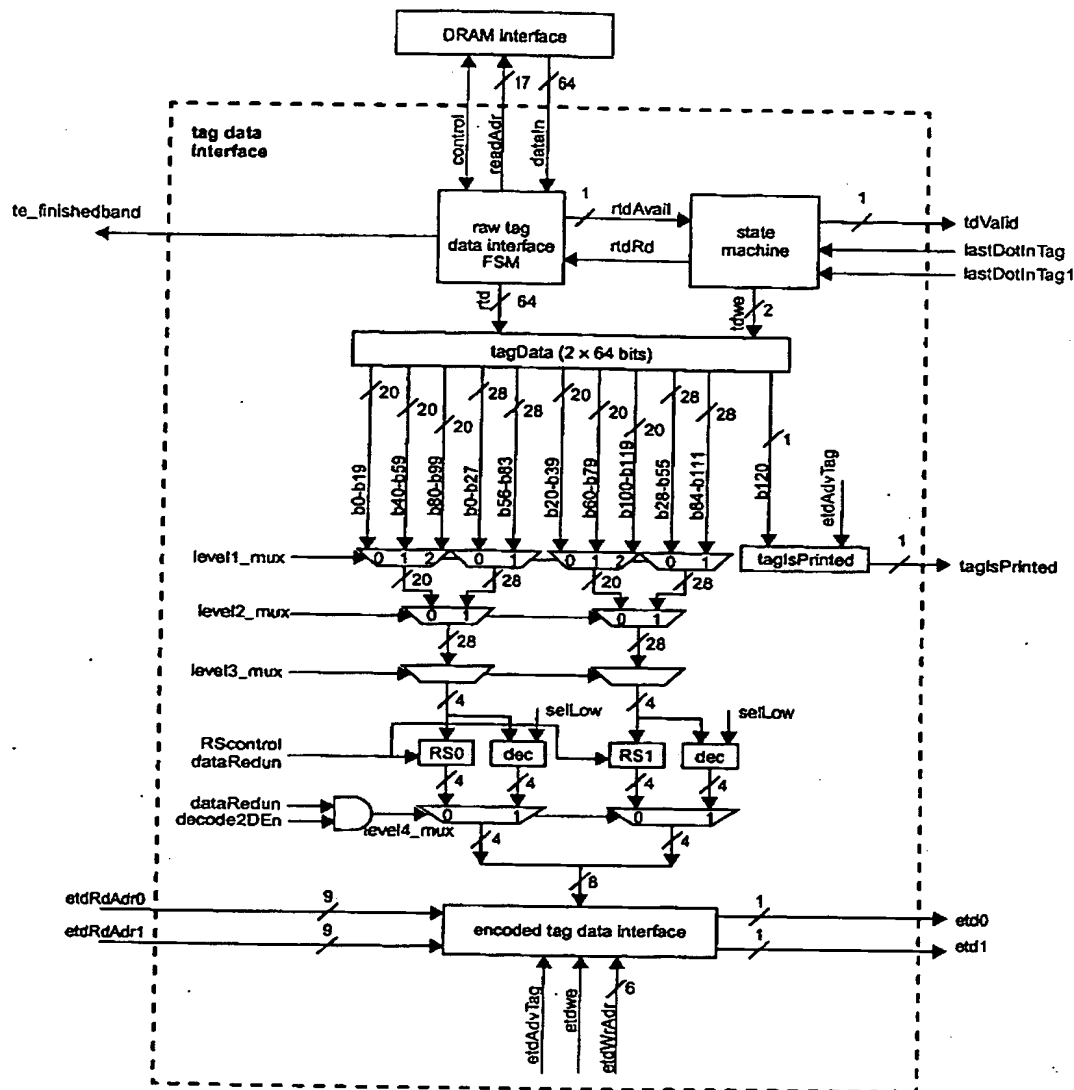 DRAM Interface
17
64
tag data
interface
control
readAdr
dataIn
te_finishedband
raw tag
data interface
FSM
1
rtdAvail
rtdRd
state
machine
1
tdValid
lastDotInTag
lastDotInTag1
rtd
64
tdwe
2
tagData (2 × 64 bits)
20
20
20
28
28
20
20
20
28
28
1
b0-b19
b40-b59
b80-b99
b0-b27
b56-b83
b20-b39
b60-b79
b100-b119
b28-b55
b84-b111
b120
etdAdvTag
level1_mux
0 1 2
0 1
0 1 2
0 1
tagIsPrinted
1
tagIsPrinted
20
28
20
28
level2_mux
0 1
0 1
28
28
level3_mux
4
selLow
4
selLow
RScontrol
dataRedun
RS0
dec
RS1
dec
4
4
4
4
dataRedun
decode2DEn
level4_mux
0 1
0 1
4
4
8
etdRdAdr0
9
etdRdAdr1
9
encoded tag data interface
1
etd0
1
etd1
etdAdvTag
etdwe
etdWrAdr
6